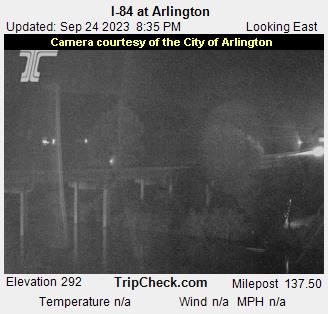 I-84 at Arlington
Updated: Sep 24 2023 8:35 PM Looking East
Camera courtesy of the City of Arlington
Elevation 292 TripCheck.com Milepost 137.50
Temperature n/a Wind n/a MPH n/a